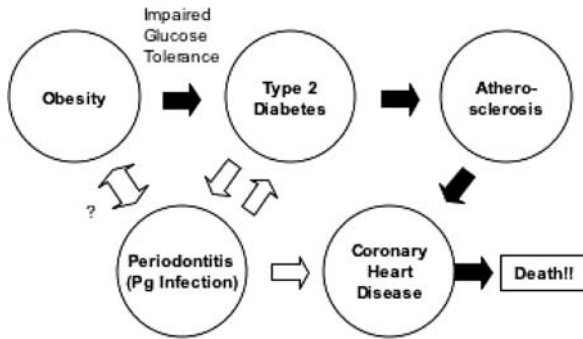 Impaired
Glucose
Tolerance
Obesity
Type 2
Diabetes
Athero-
sclerosis
?
Periodontitis
(Pg Infection)
Coronary
Heart
Disease
Death!!